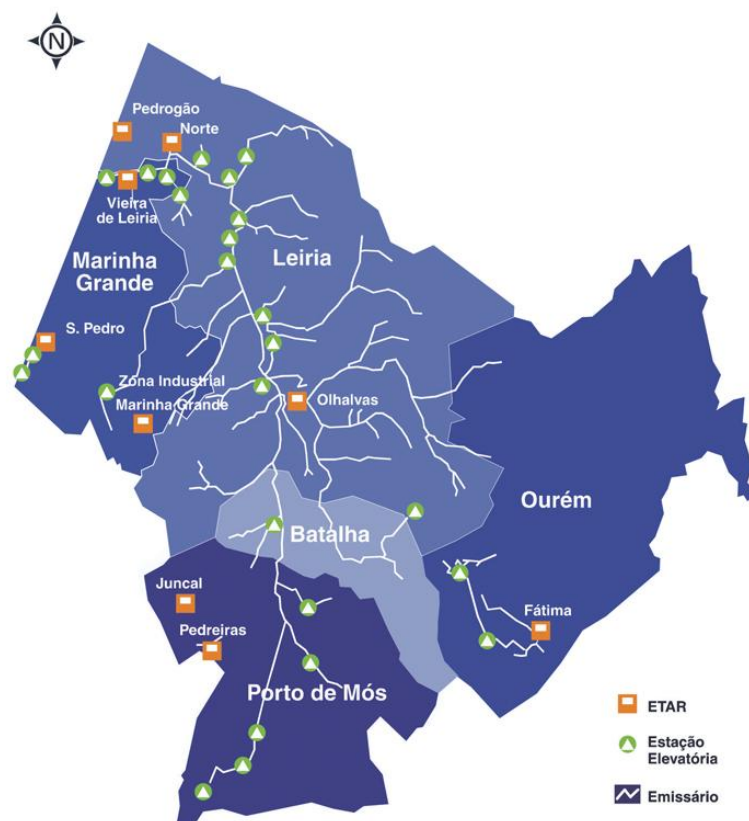 N
Pedrogão
Norte
Vieira
de Leiria
Marinha
Grande
Leiria
S. Pedro
Zona Industrial
Marinha Grande
Olhalvas
Ourém
Batalha
Juncal
Fátima
Pedreiras
Porto de Mós
ETAR
Estação
Elevatória
Emissário